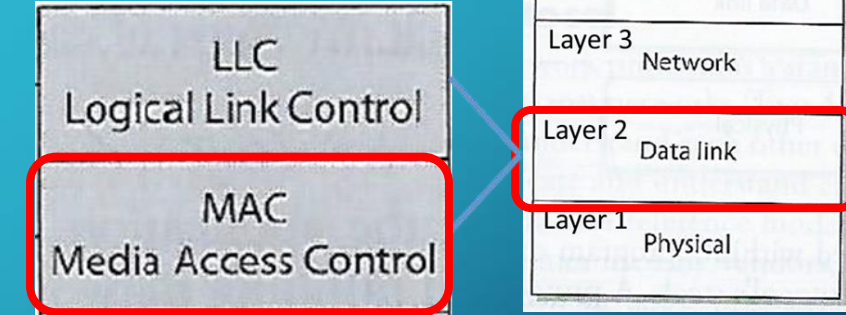 LLC
Logical Link Control
MAC
Media Access Control
Layer 3
Network
Layer 2
Data link
Layer 1
Physical